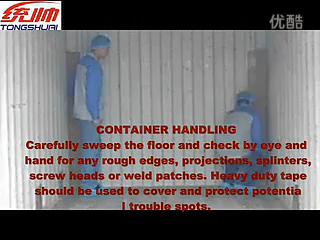 统帅
TONGSHUAI
优酷
CONTAINER HANDLING
Carefully sweep the floor and check by eye and
hand for any rough edges, projections, splinters,
screw heads or weld patches. Heavy duty tape
should be used to cover and protect potentia
l trouble spots.